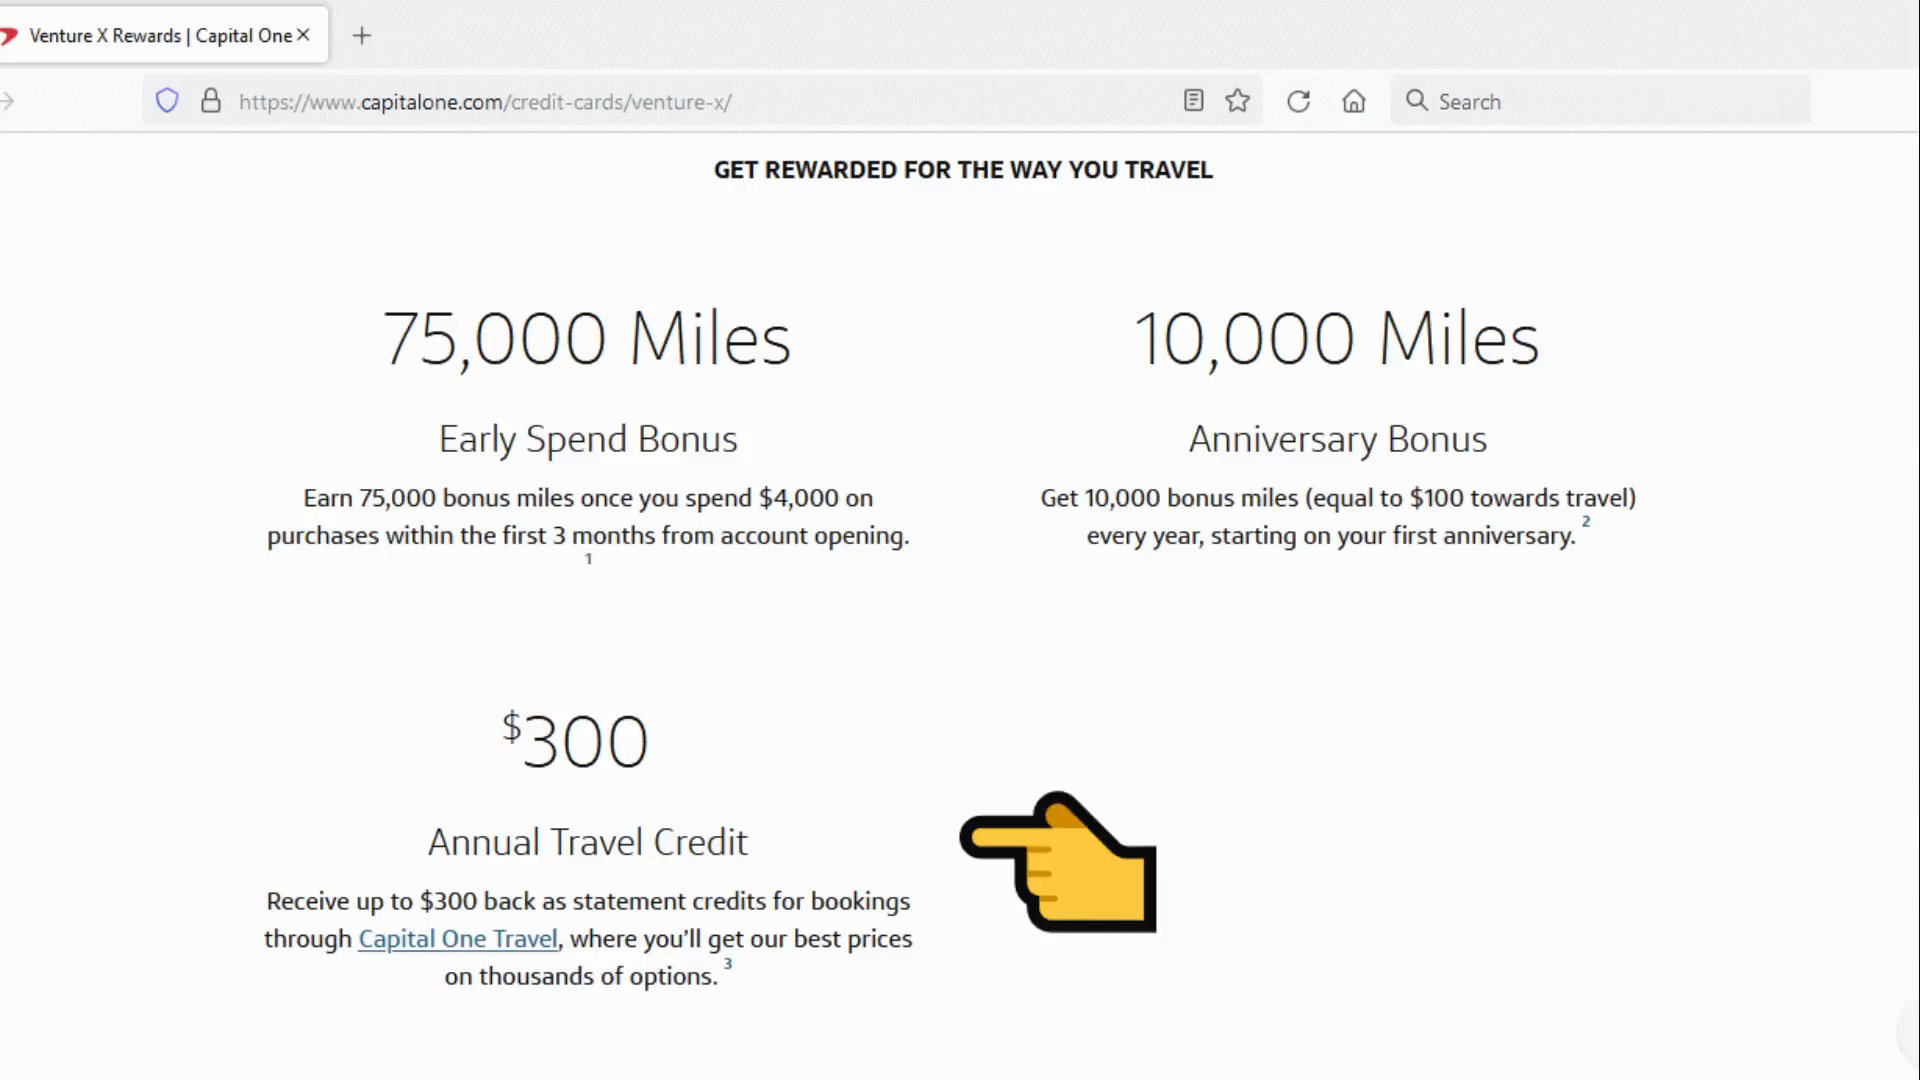 Venture X Rewards | Capital One
https://www.capitalone.com/credit-cards/venture-x/
Search
GET REWARDED FOR THE WAY YOU TRAVEL
75,000 Miles
Early Spend Bonus
Earn 75,000 bonus miles once you spend $4,000 on
purchases within the first 3 months from account opening.
1
10,000 Miles
Anniversary Bonus
Get 10,000 bonus miles (equal to $100 towards travel)
every year, starting on your first anniversary. 2
$300
Annual Travel Credit
Receive up to $300 back as statement credits for bookings
through Capital One Travel, where you’ll get our best prices
on thousands of options. 3